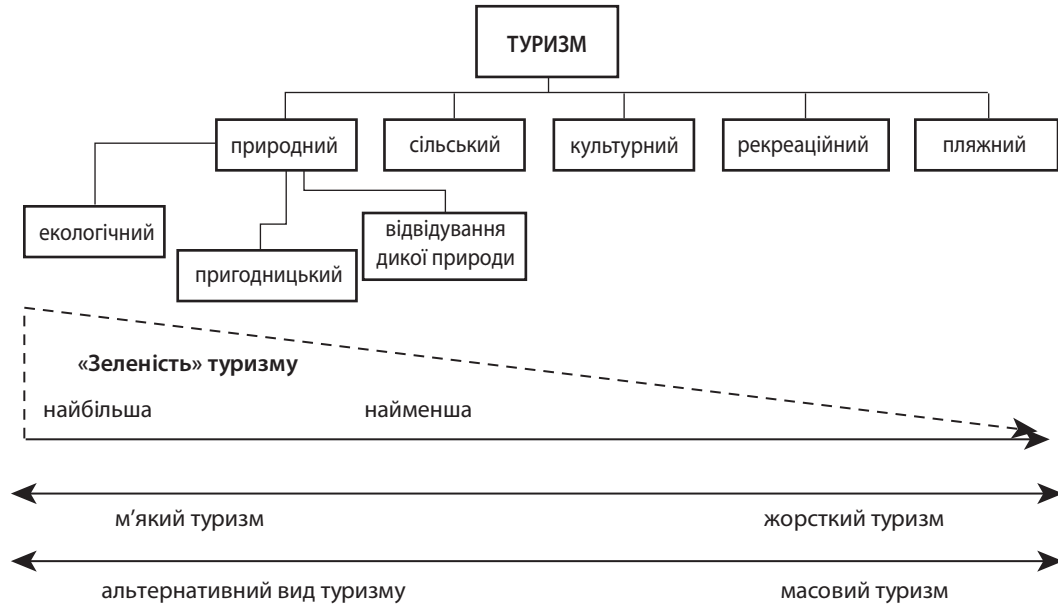 ТУРИЗМ
природний
сільський
культурний
рекреаційний
пляжний
екологічний
пригодницький
відвідування
дикої природи
«Зеленість» туризму
найбільша
найменша
м’який туризм
жорсткий туризм
альтернативний вид туризму
масовий туризм